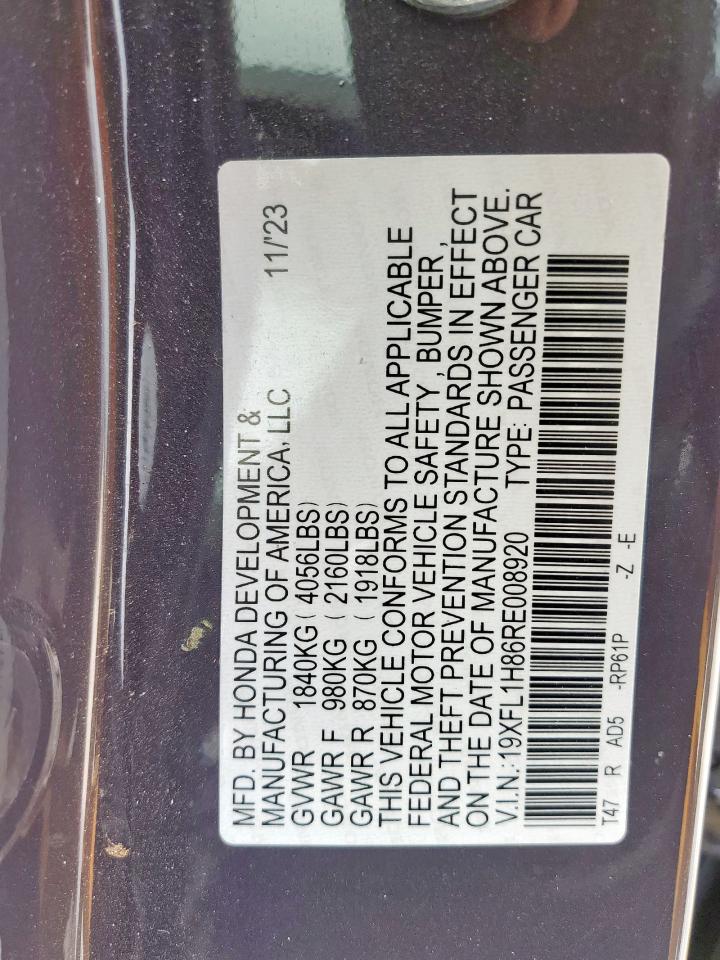 MFD. BY HONDA DEVELOPMENT &
MANUFACTURING OF AMERICA, LLC 11/'23
GVWR 1840KG ( 4056LBS)
GAWR F 980KG ( 2160LBS)
GAWR R 870KG ( 1918LBS)
THIS VEHICLE CONFORMS TO ALL APPLICABLE
FEDERAL MOTOR VEHICLE SAFETY , BUMPER ,
AND THEFT PREVENTION STANDARDS IN EFFECT
ON THE DATE OF MANUFACTURE SHOWN ABOVE.
V.I.N.:19XFL1H86RE008920 TYPE: PASSENGER CAR
T47 R AD5 -RP61P -Z -E